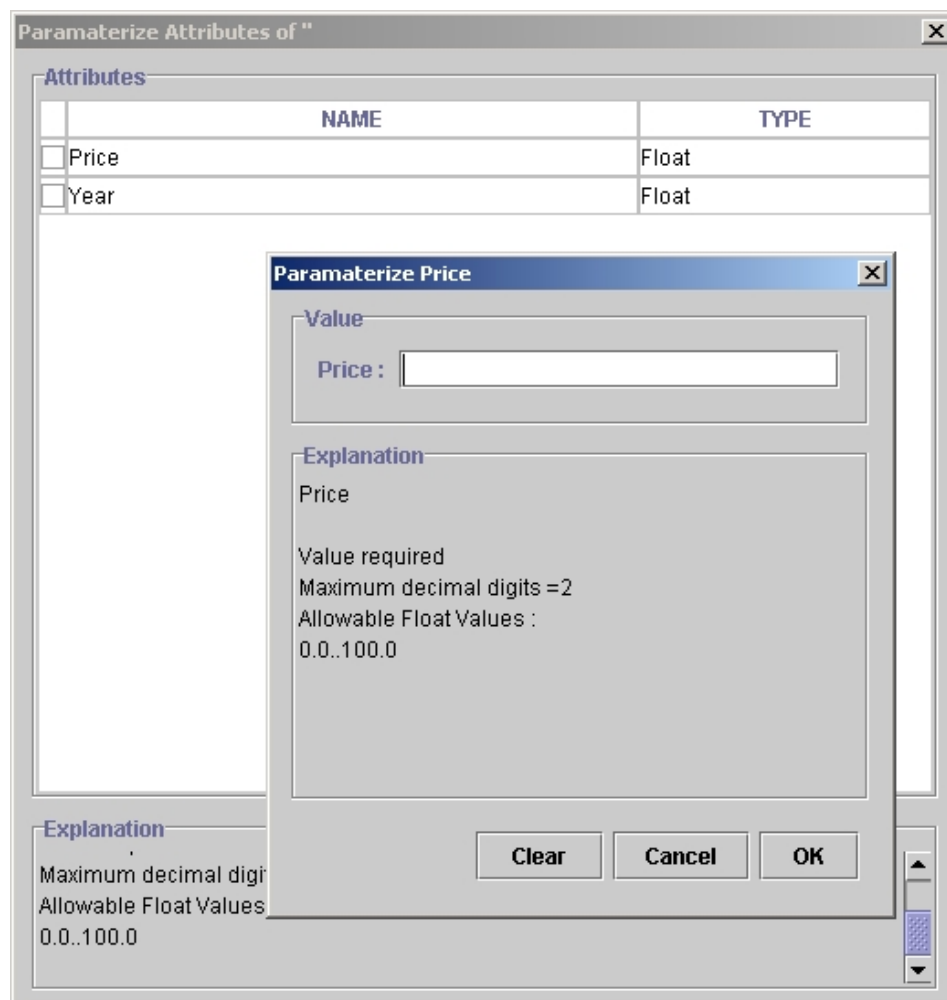 Paramaterize Attributes of "
Attributes
NAME TYPE
Price Float
Year Float
Paramaterize Price
Value
Price :
Explanation
Price
Value required
Maximum decimal digits =2
Allowable Float Values :
0.0..100.0
Clear Cancel OK
Explanation
Maximum decimal digi
Allowable Float Values
0.0..100.0